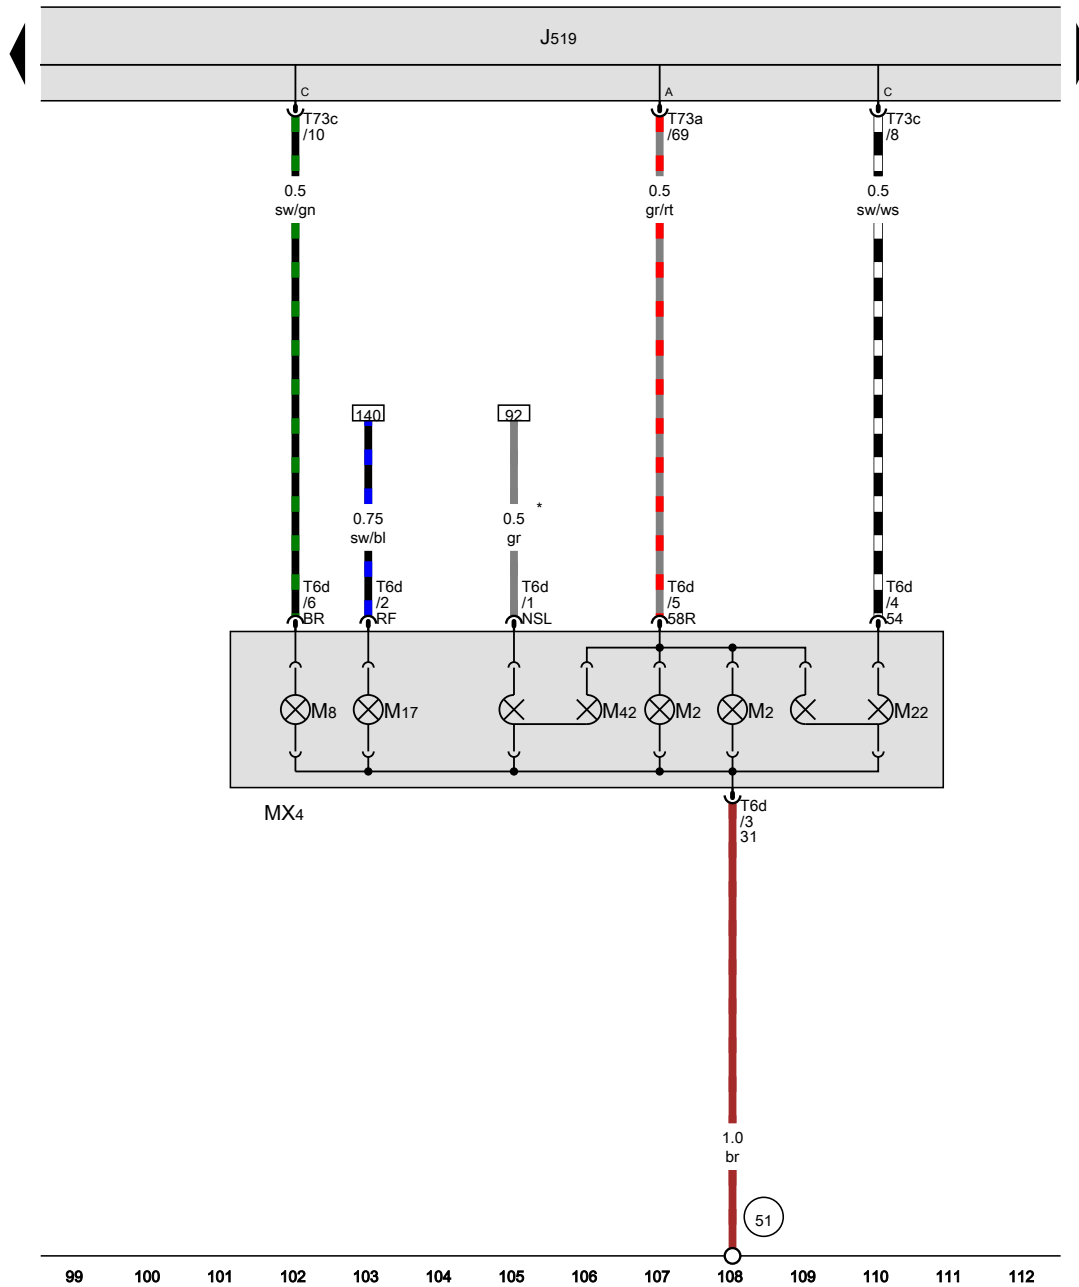 J519
C
A
C
T73c
/10
T73a
/69
T73c
/8
0.5
sw/gn
0.5
gr/rt
0.5
sw/ws
140
92
0.75
sw/bl
0.5
gr
*
T6d
/6
BR
T6d
/2
RF
T6d
/1
NSL
T6d
/5
58R
T6d
/4
54
M8
M17
M42
M2
M2
M22
MX4
T6d
/3
31
1.0
br
51
99 100 101 102 103 104 105 106 107 108 109 110 111 112